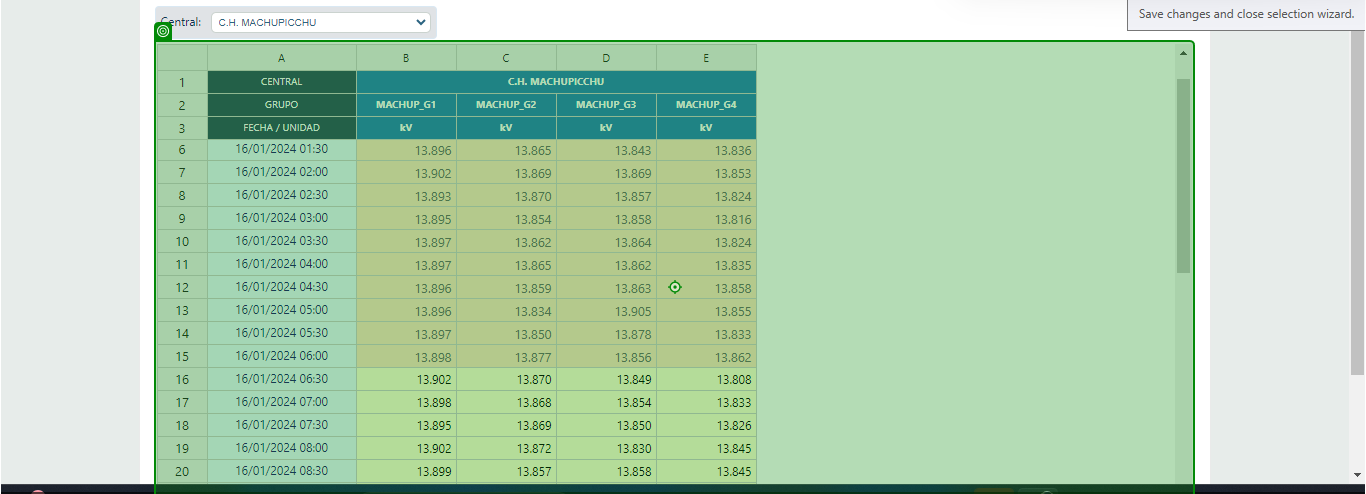 Central: C.H. MACHUPICCHU
Save changes and close selection wizard.
A B C D E
1 CENTRAL C.H. MACHUPICCHU
2 GRUPO MACHUP_G1 MACHUP_G2 MACHUP_G3 MACHUP_G4
3 FECHA / UNIDAD kV kV kV kV
6 16/01/2024 01:30 13.896 13.865 13.843 13.836
7 16/01/2024 02:00 13.902 13.869 13.869 13.853
8 16/01/2024 02:30 13.893 13.870 13.857 13.824
9 16/01/2024 03:00 13.895 13.854 13.858 13.816
10 16/01/2024 03:30 13.897 13.862 13.864 13.824
11 16/01/2024 04:00 13.897 13.865 13.862 13.835
12 16/01/2024 04:30 13.896 13.859 13.863 13.858
13 16/01/2024 05:00 13.896 13.834 13.905 13.855
14 16/01/2024 05:30 13.897 13.850 13.878 13.833
15 16/01/2024 06:00 13.898 13.877 13.856 13.862
16 16/01/2024 06:30 13.902 13.870 13.849 13.808
17 16/01/2024 07:00 13.898 13.868 13.854 13.833
18 16/01/2024 07:30 13.895 13.869 13.850 13.826
19 16/01/2024 08:00 13.902 13.872 13.830 13.845
20 16/01/2024 08:30 13.899 13.857 13.858 13.845